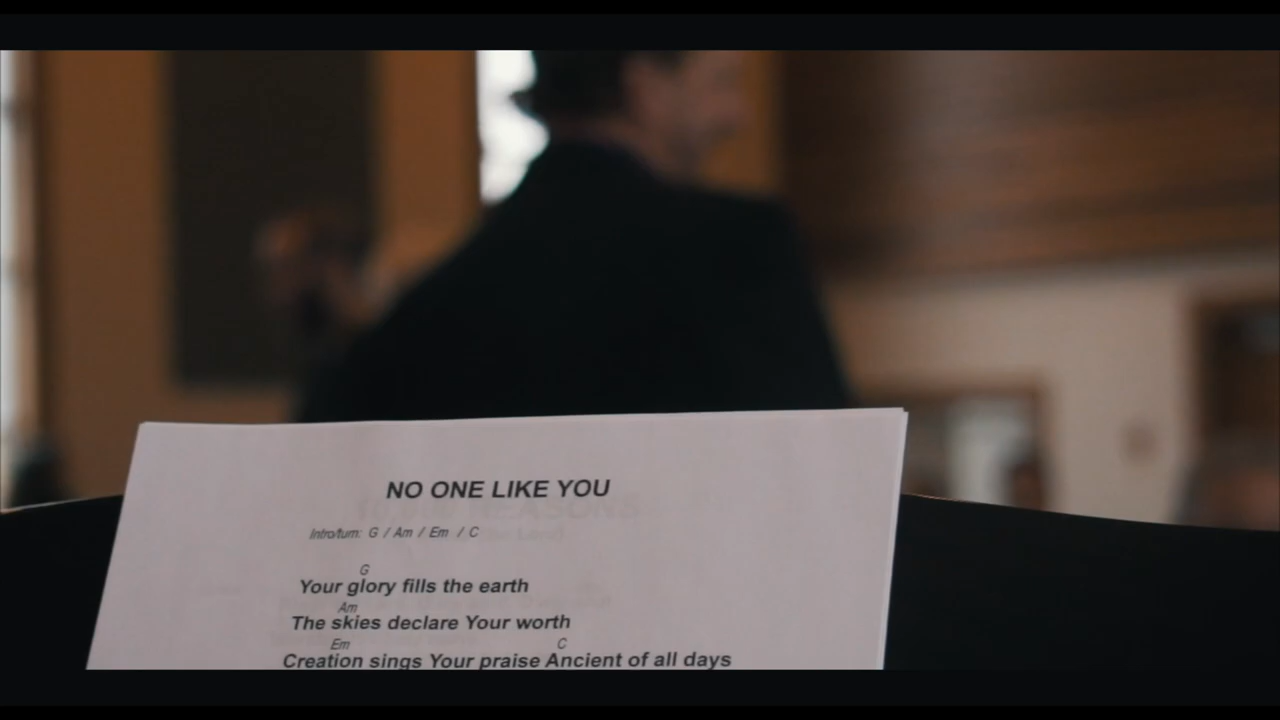 NO ONE LIKE YOU
Intro/turn: G / Am / Em / C
G
Your glory fills the earth
Am
The skies declare Your worth
Em C
Creation sings Your praise Ancient of all days